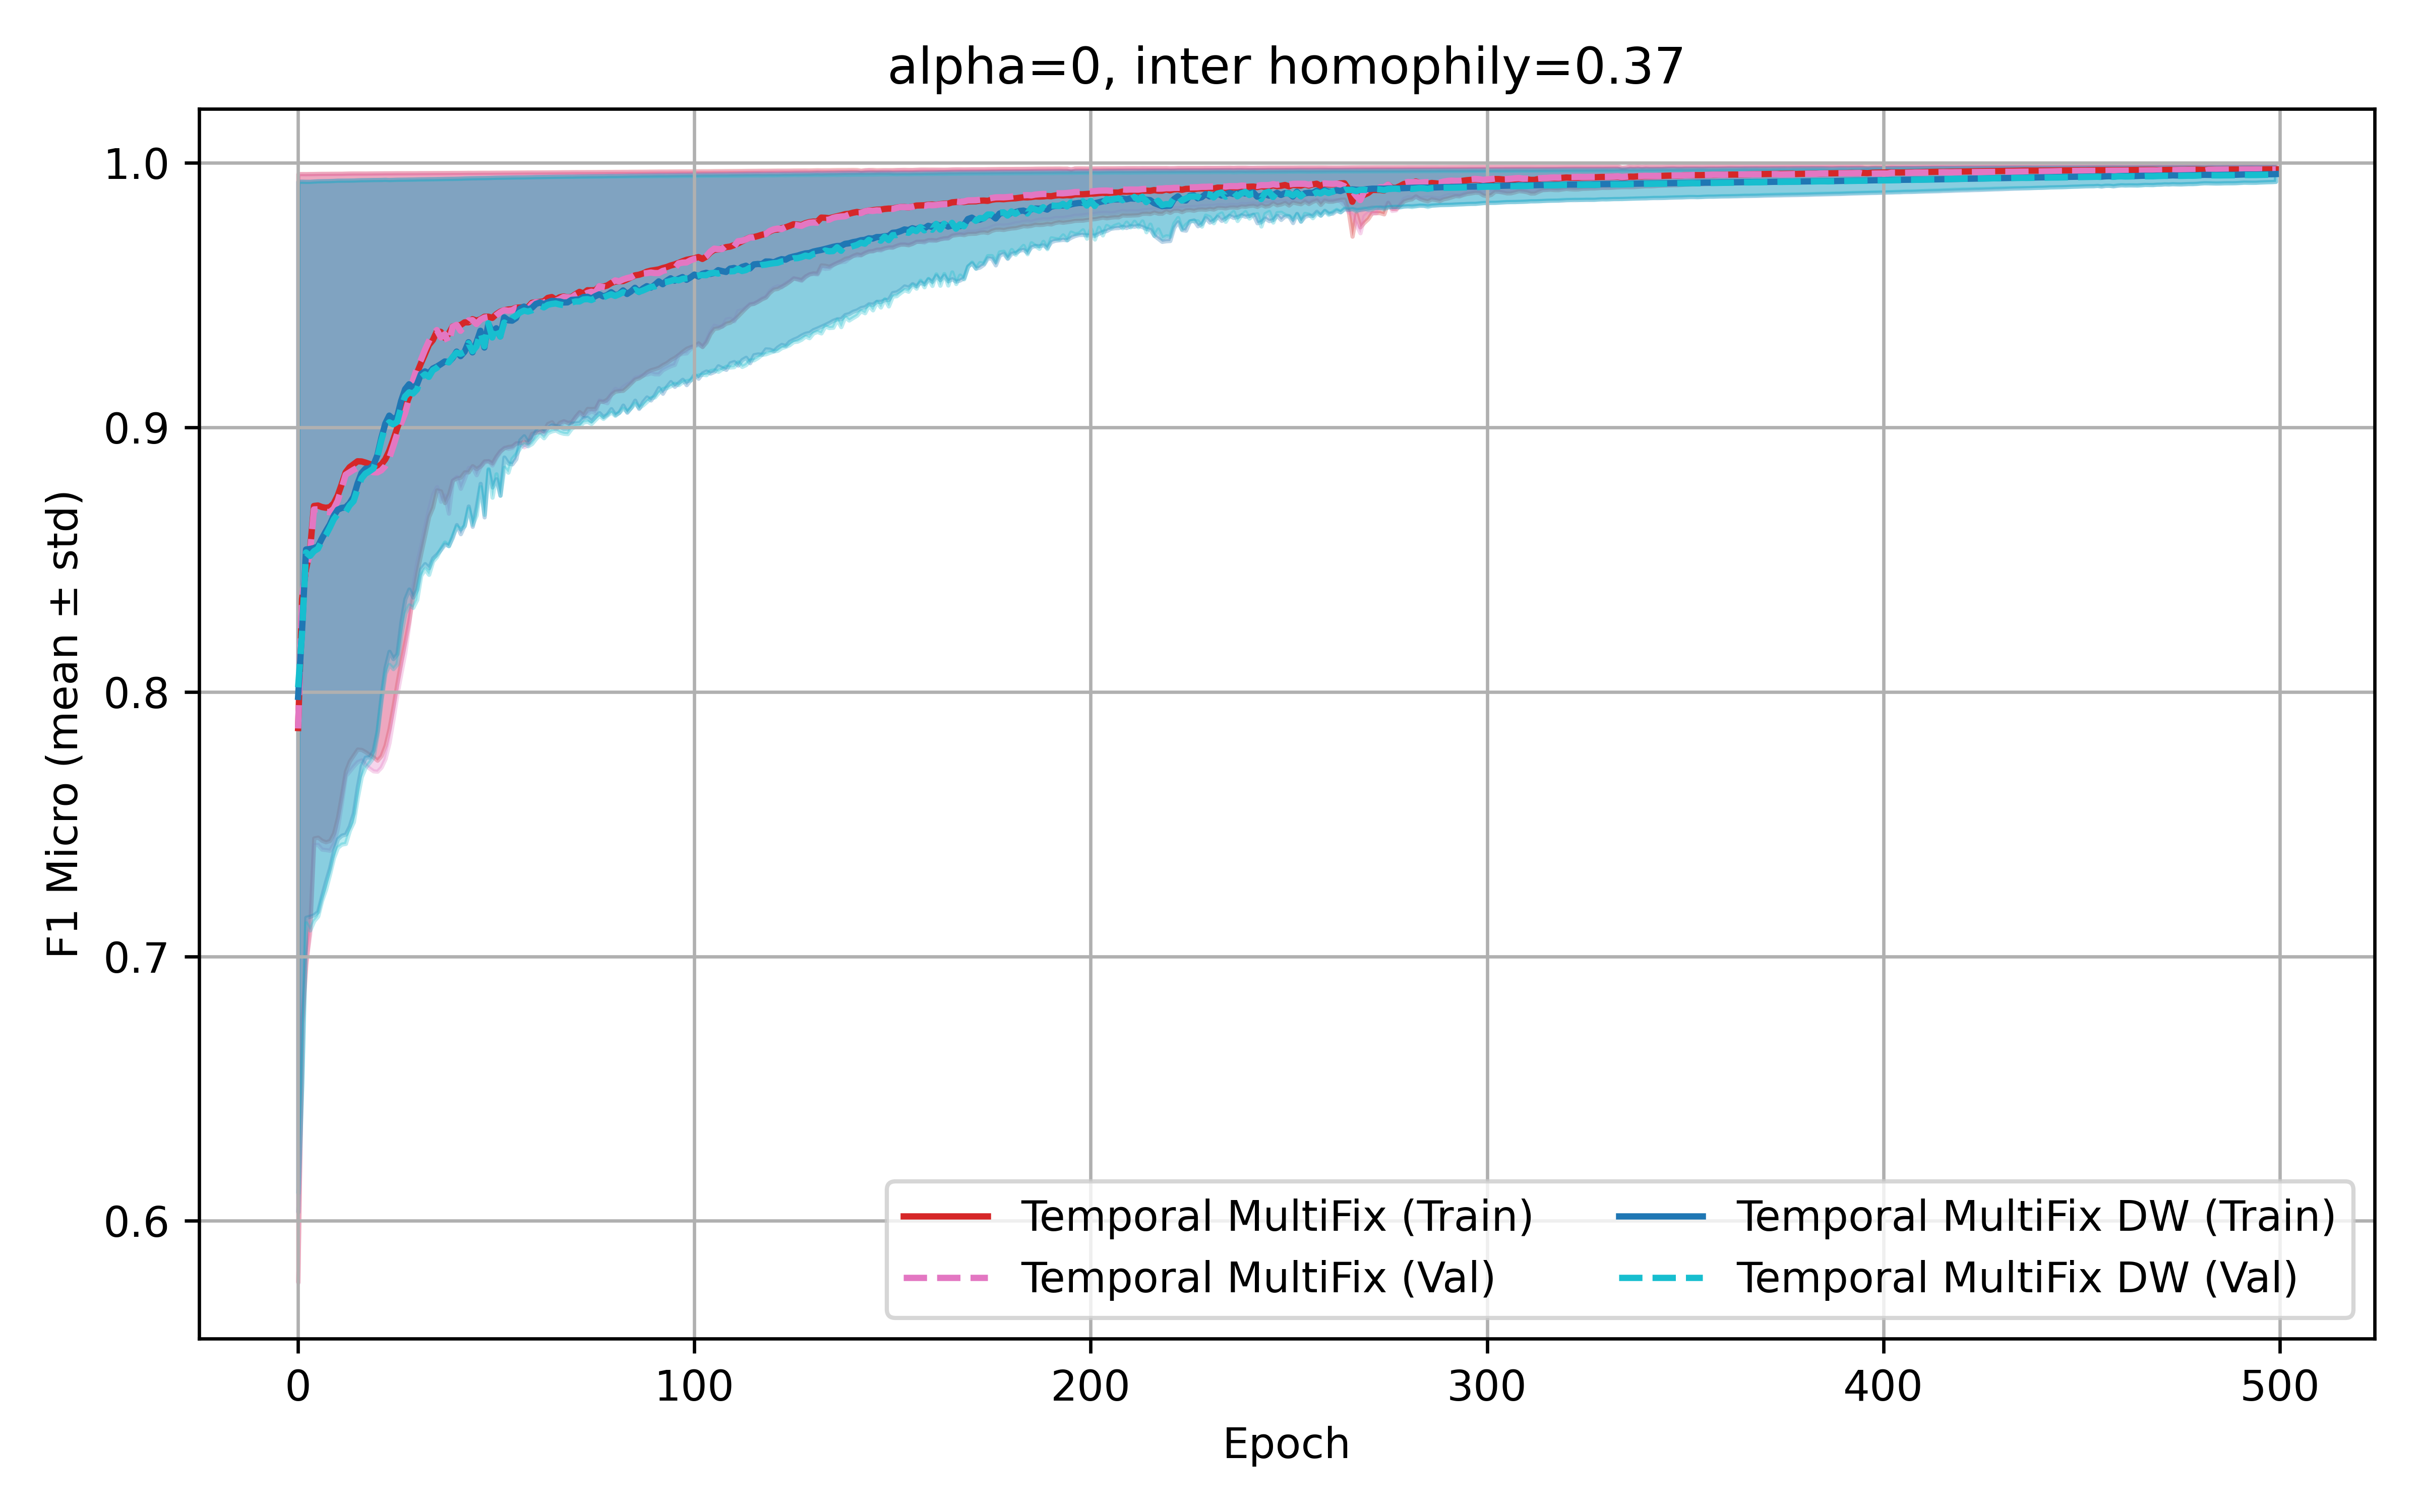 alpha=0, inter homophily=0.37
F1 Micro (mean ± std)
1.0
0.9
0.8
0.7
0.6
Temporal MultiFix (Train)
Temporal MultiFix (Val)
Temporal MultiFix DW (Train)
Temporal MultiFix DW (Val)
0 100 200 300 400 500
Epoch